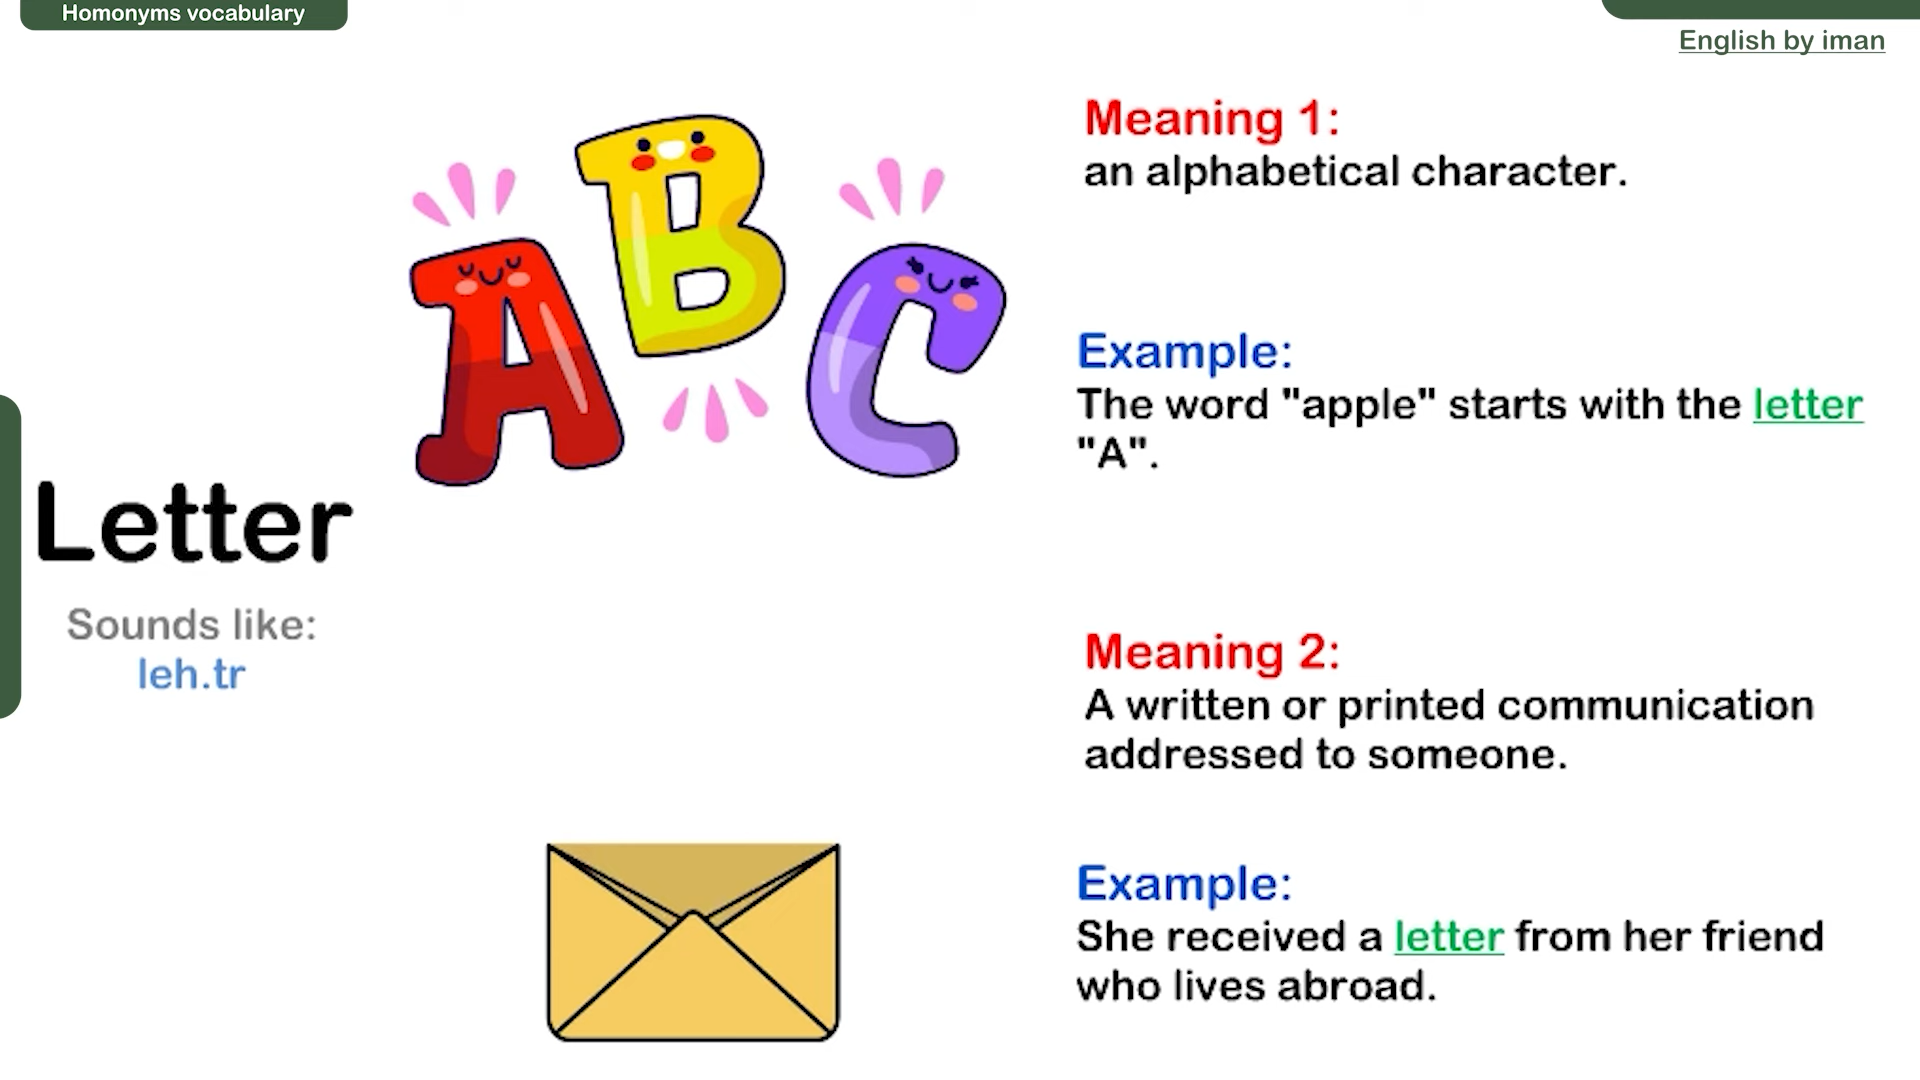 Homonyms vocabulary
English by iman
Letter
Sounds like:
leh.tr
A
B
C
Meaning 1:
an alphabetical character.
Example:
The word "apple" starts with the letter
"A".
Meaning 2:
A written or printed communication
addressed to someone.
Example:
She received a letter from her friend
who lives abroad.